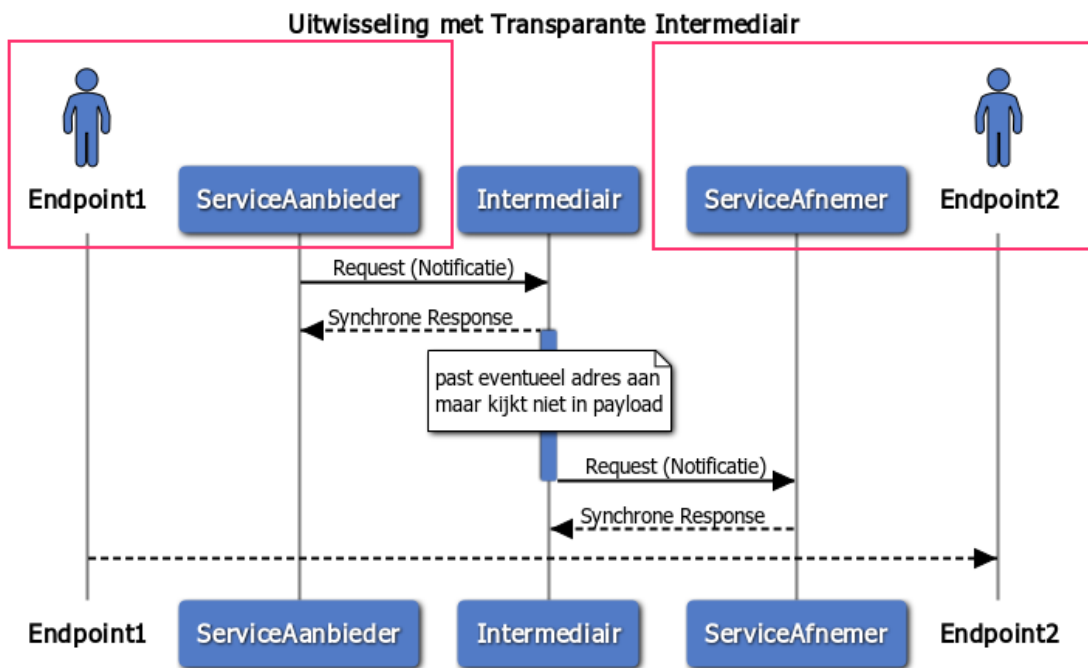 Uitwisseling met Transparante Intermediair
Endpoint1
ServiceAanbieder
Intermediair
ServiceAfnemer
Endpoint2
Request (Notificatie)
Synchrone Response
past eventueel adres aan
maar kijkt niet in payload
Request (Notificatie)
Synchrone Response
Endpoint1
ServiceAanbieder
Intermediair
ServiceAfnemer
Endpoint2